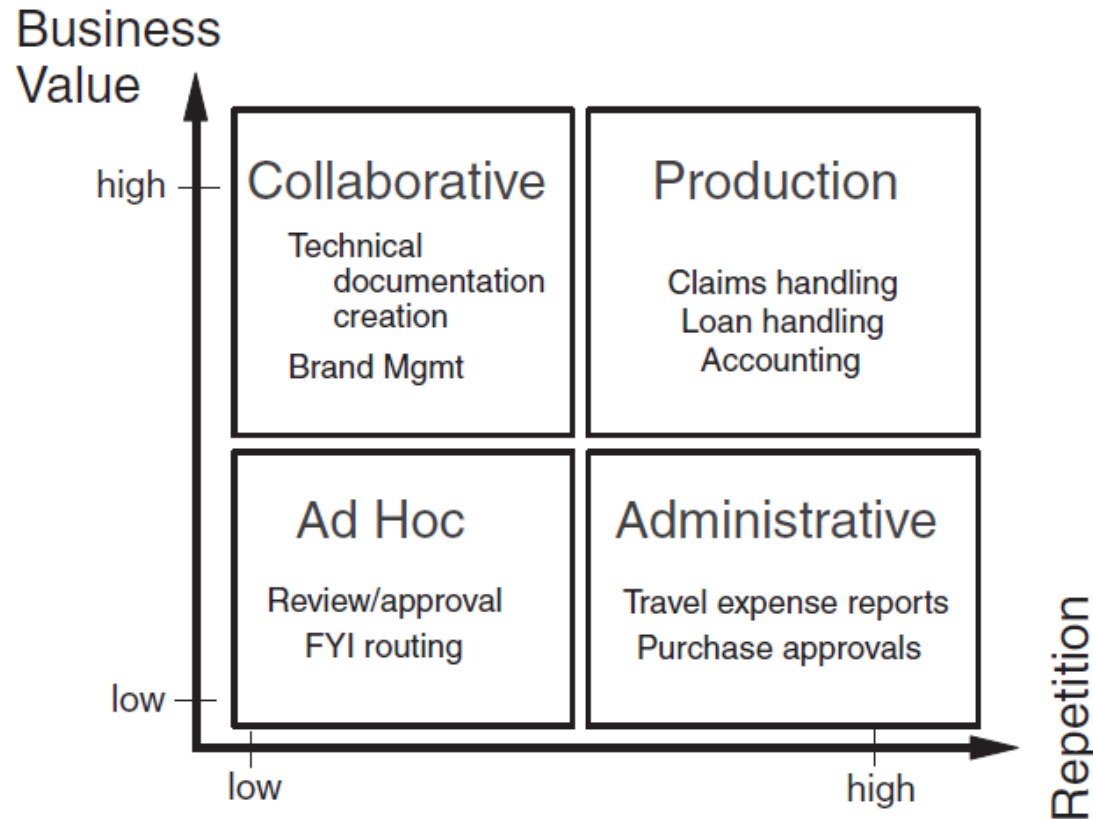 Business
Value
high
Collaborative
Technical
documentation
creation
Brand Mgmt
Production
Claims handling
Loan handling
Accounting
Ad Hoc
Review/approval
FYI routing
Administrative
Travel expense reports
Purchase approvals
low
low
high
Repetition